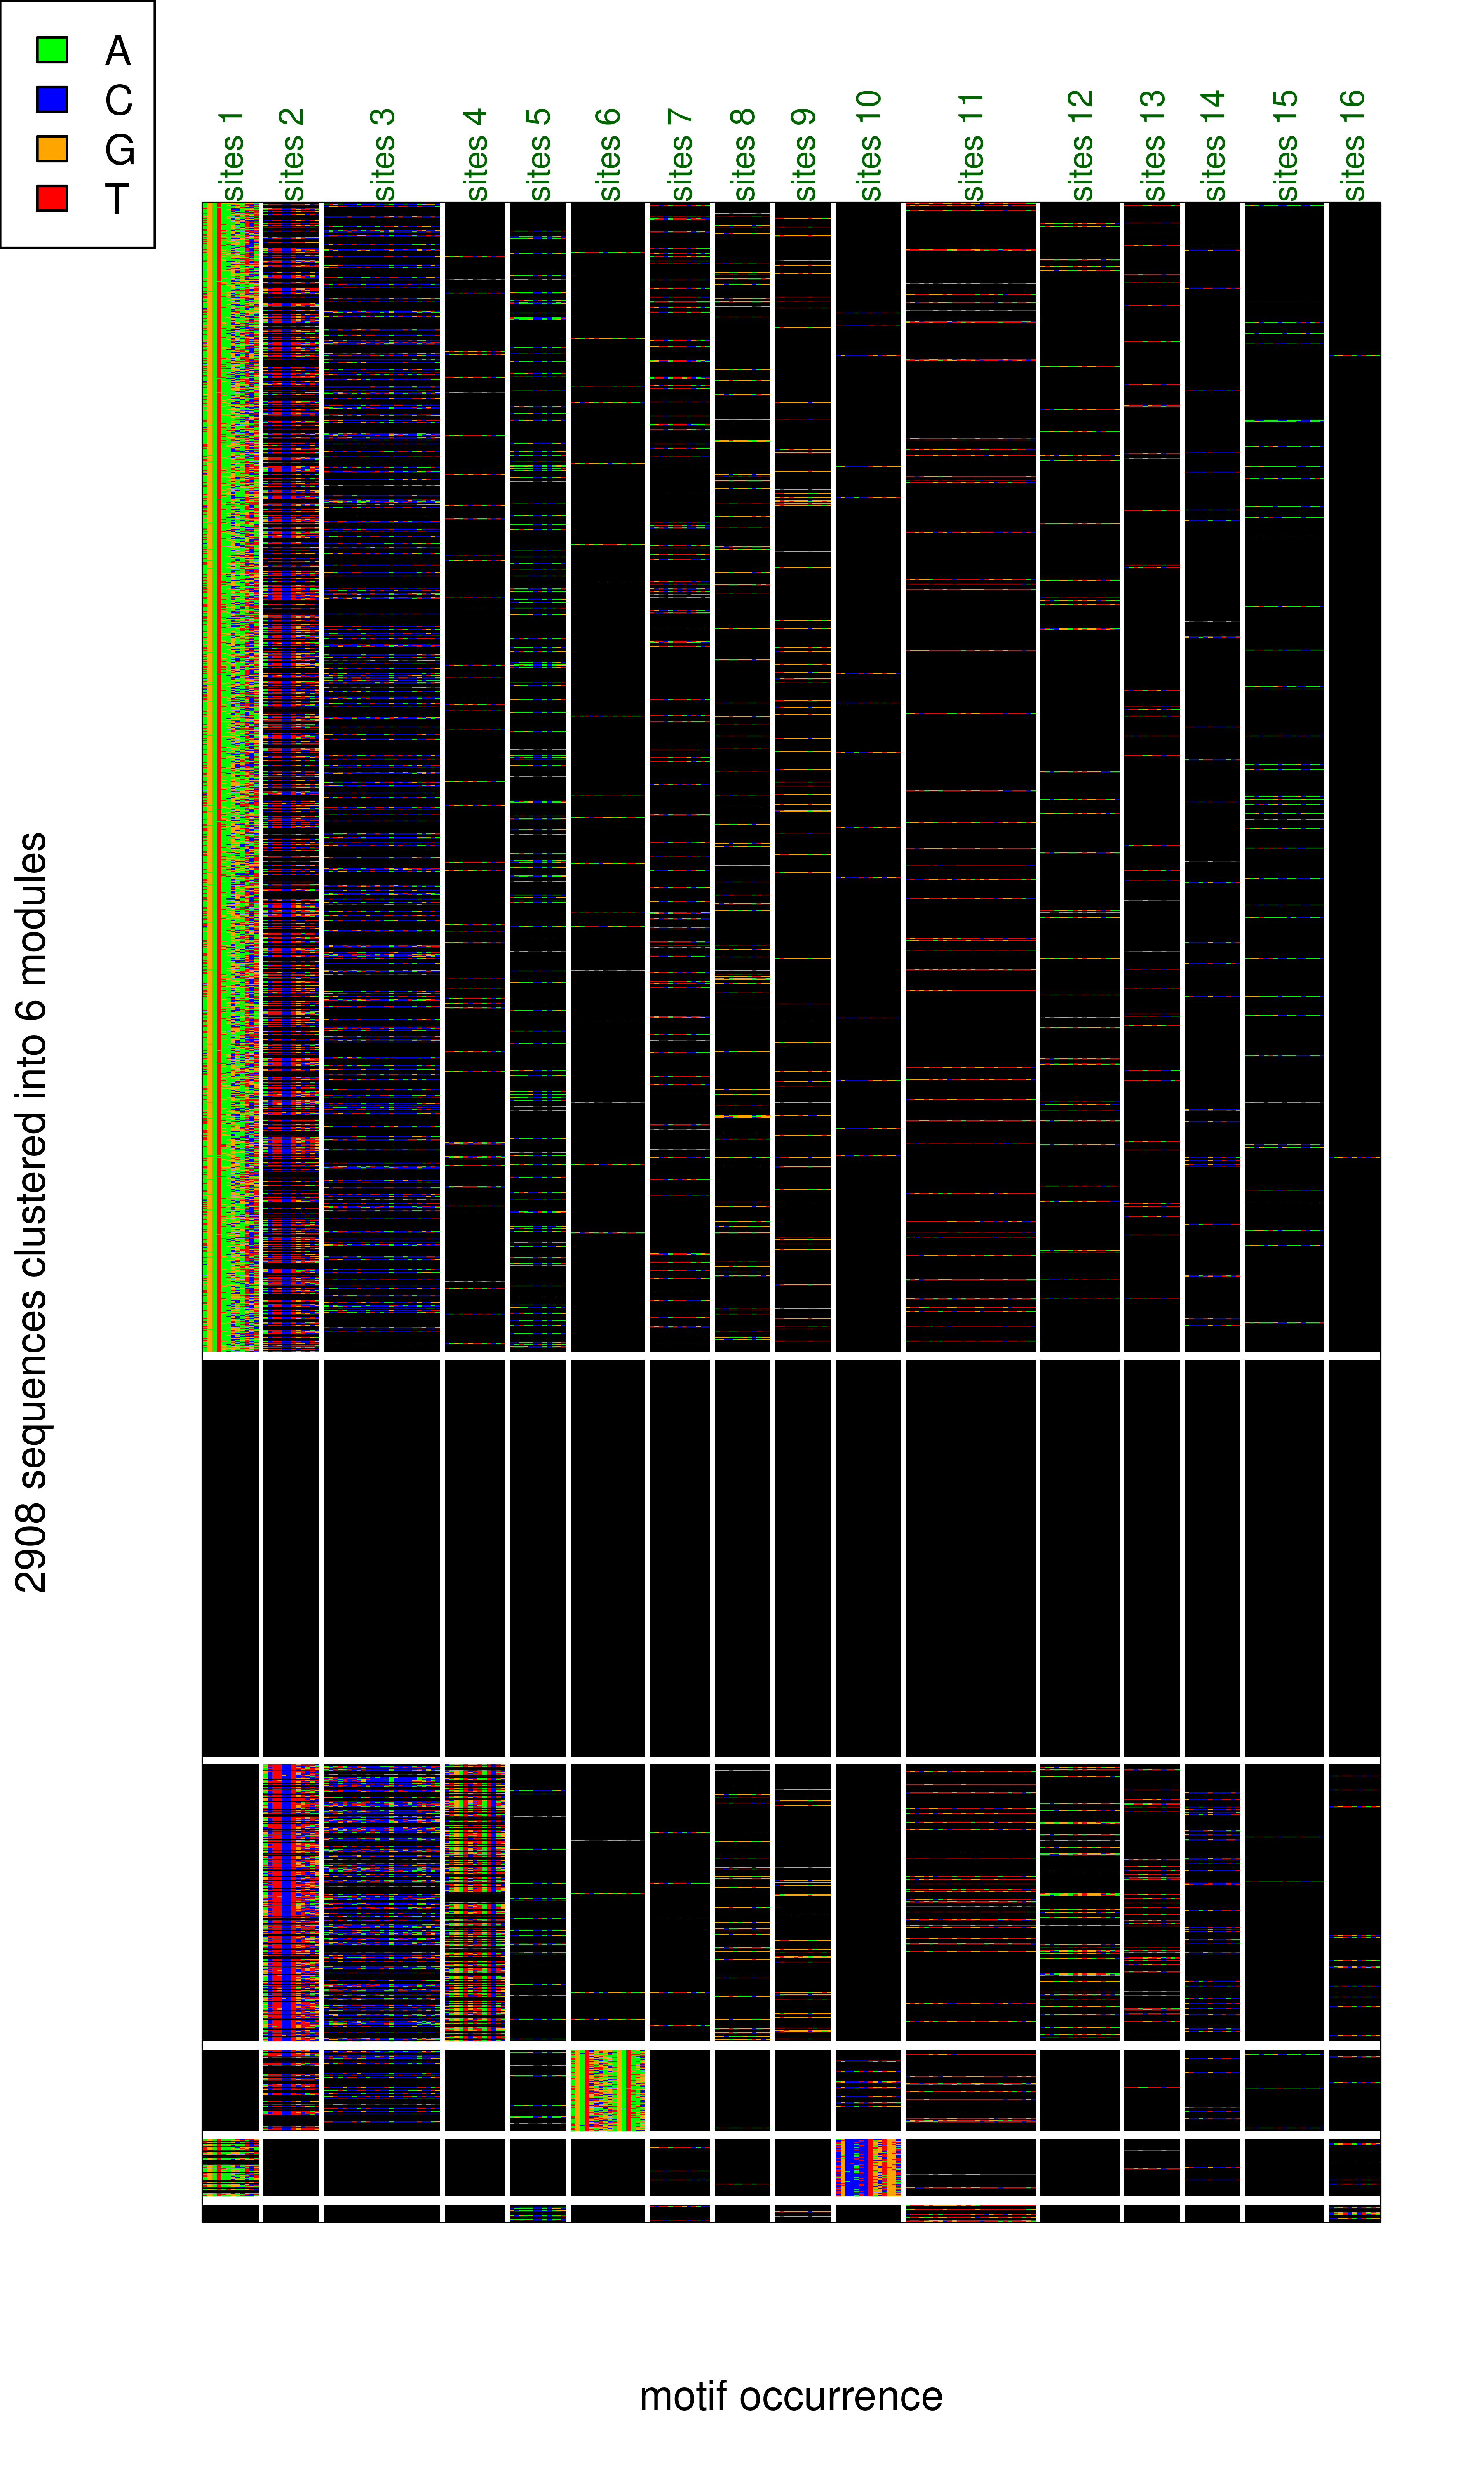 A
C
G
T
sites 1
sites 2
sites 3
sites 4
sites 5
sites 6
sites 7
sites 8
sites 9
sites 10
sites 11
sites 12
sites 13
sites 14
sites 15
sites 16
2908 sequences clustered into 6 modules
motif occurrence